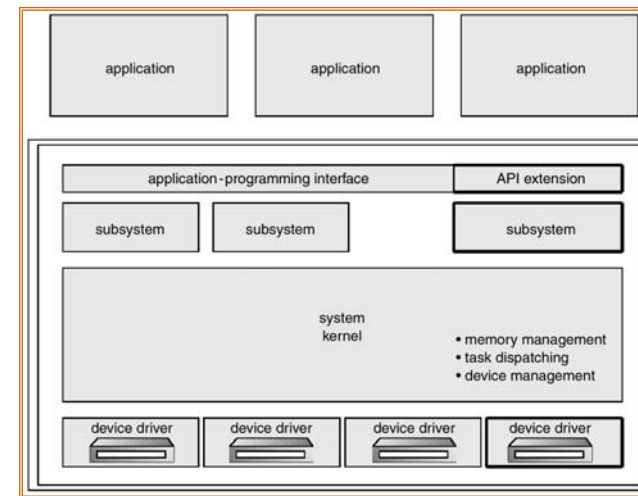 application application application
application-programming interface API extension
subsystem subsystem subsystem
system
kernel
• memory management
• task dispatching
• device management
device driver device driver device driver device driver